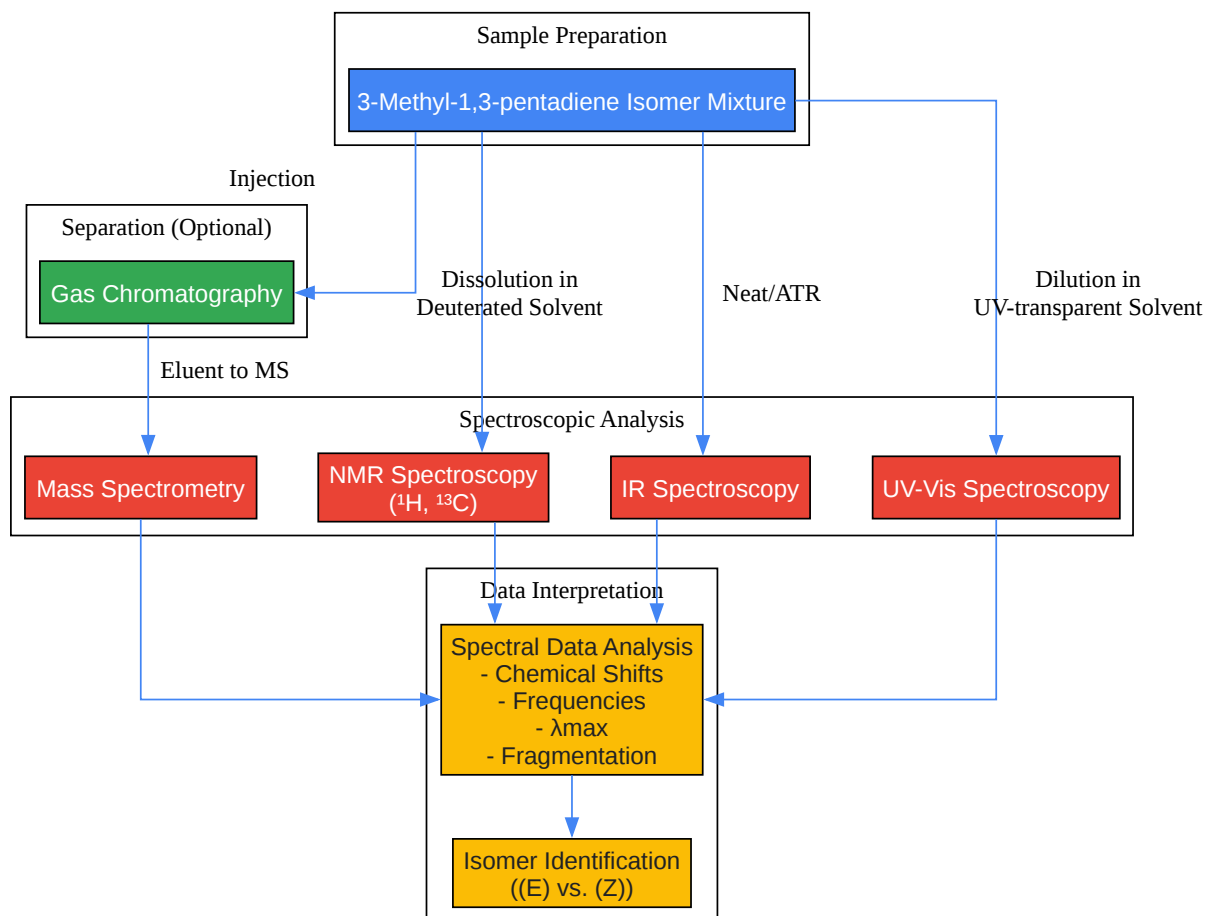 Sample Preparation
3-Methyl-1,3-pentadiene Isomer Mixture
Injection
Separation (Optional)
Gas Chromatography
Dissolution in
Deuterated Solvent
Neat/ATR
Dilution in
UV-transparent Solvent
Eluent to MS
Spectroscopic Analysis
Mass Spectrometry
NMR Spectroscopy
(¹H, ¹³C)
IR Spectroscopy
UV-Vis Spectroscopy
Data Interpretation
Spectral Data Analysis
- Chemical Shifts
- Frequencies
- λmax
- Fragmentation
Isomer Identification
((E) vs. (Z))